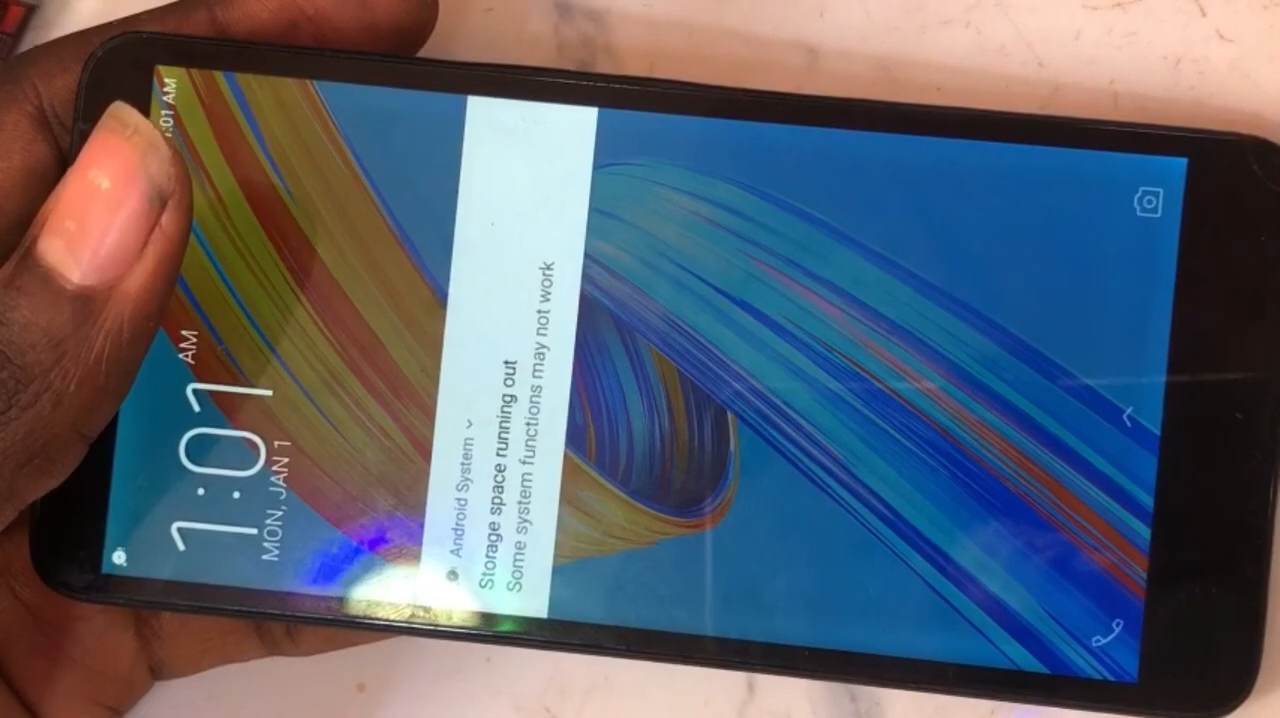 :01 AM
1:01 AM
MON, JAN 1
Android System
Storage space running out
Some system functions may not work